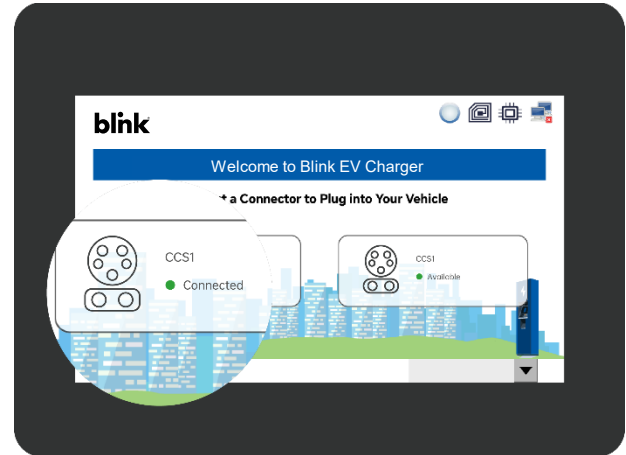 blink
Welcome to Blink EV Charger
a Connector to Plug into Your Vehicle
CCS1
Connected
CCS1
Available